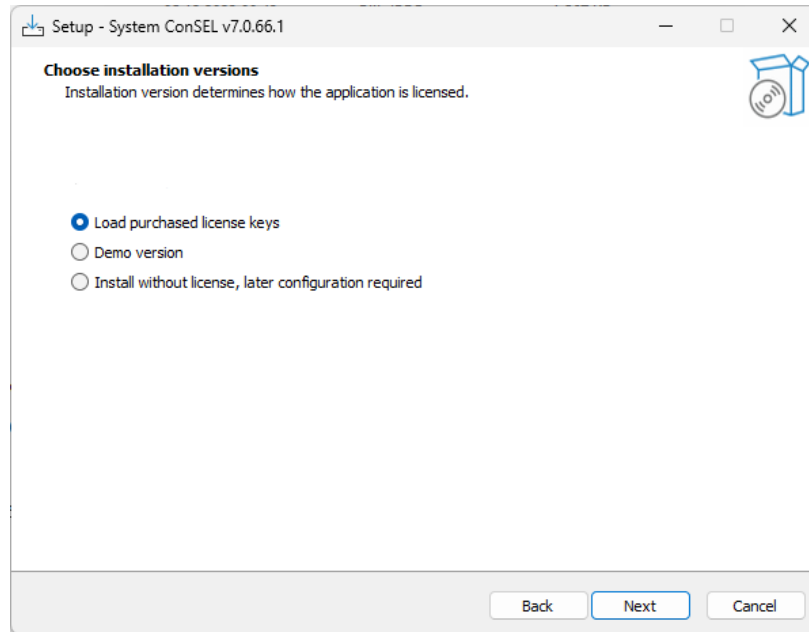 Setup - System ConSEL v7.0.66.1
Choose installation versions
Installation version determines how the application is licensed.
Load purchased license keys
Demo version
Install without license, later configuration required
Back
Next
Cancel